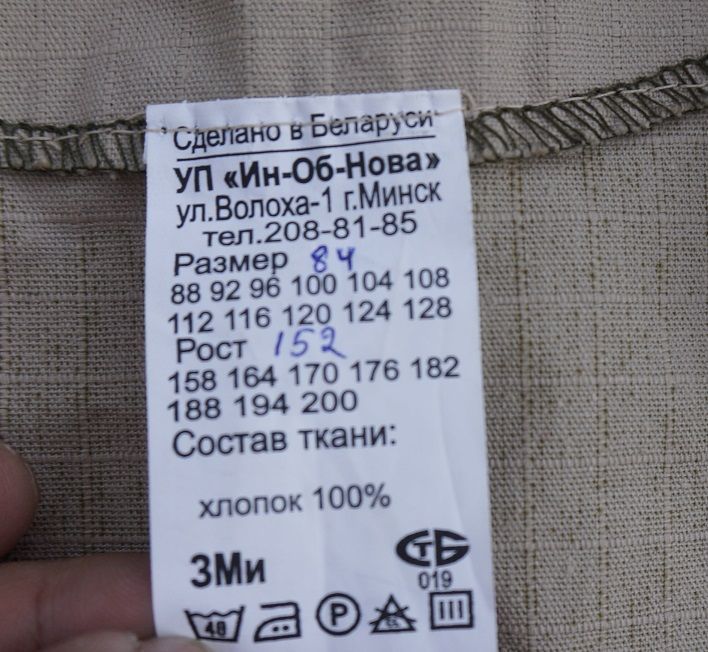 Сделано в Беларуси
УП «Ин-Об-Нова»
ул.Волоха-1 г.Минск
тел.208-81-85
Размер 84
88 92 96 100 104 108
112 116 120 124 128
Рост 152
158 164 170 176 182
188 194 200
Состав ткани:
хлопок 100%
ЗМи
СТБ
019
P